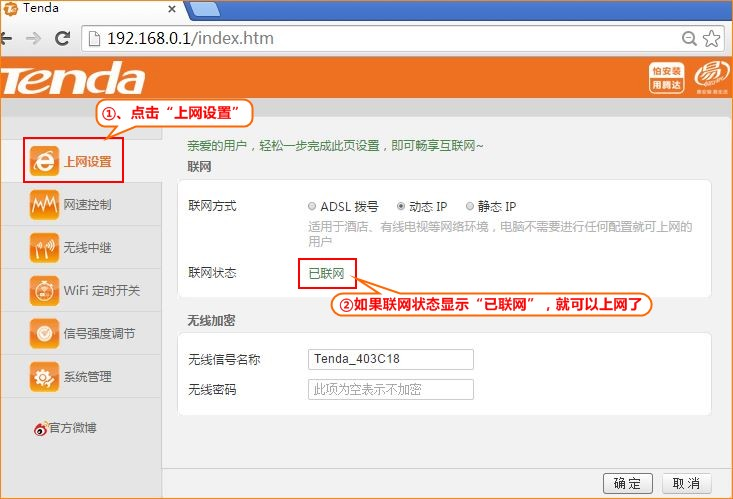 Tenda
192.168.0.1/index.htm
Tenda
怕安装
用腾达
易
①、点击“上网设置”
上网设置
网速控制
无线中继
WiFi 定时开关
信号强度调节
系统管理
官方微博
亲爱的用户，轻松一步完成此页设置，即可畅享互联网~
联网
联网方式
ADSL 拨号 动态 IP 静态 IP
适用于酒店、有线电视等网络环境，电脑不需要进行任何配置就可上网的
用户
联网状态 已联网
②如果联网状态显示“已联网”，就可以上网了
无线加密
无线信号名称 Tenda_403C18
无线密码 此项为空表示不加密
确 定 取 消